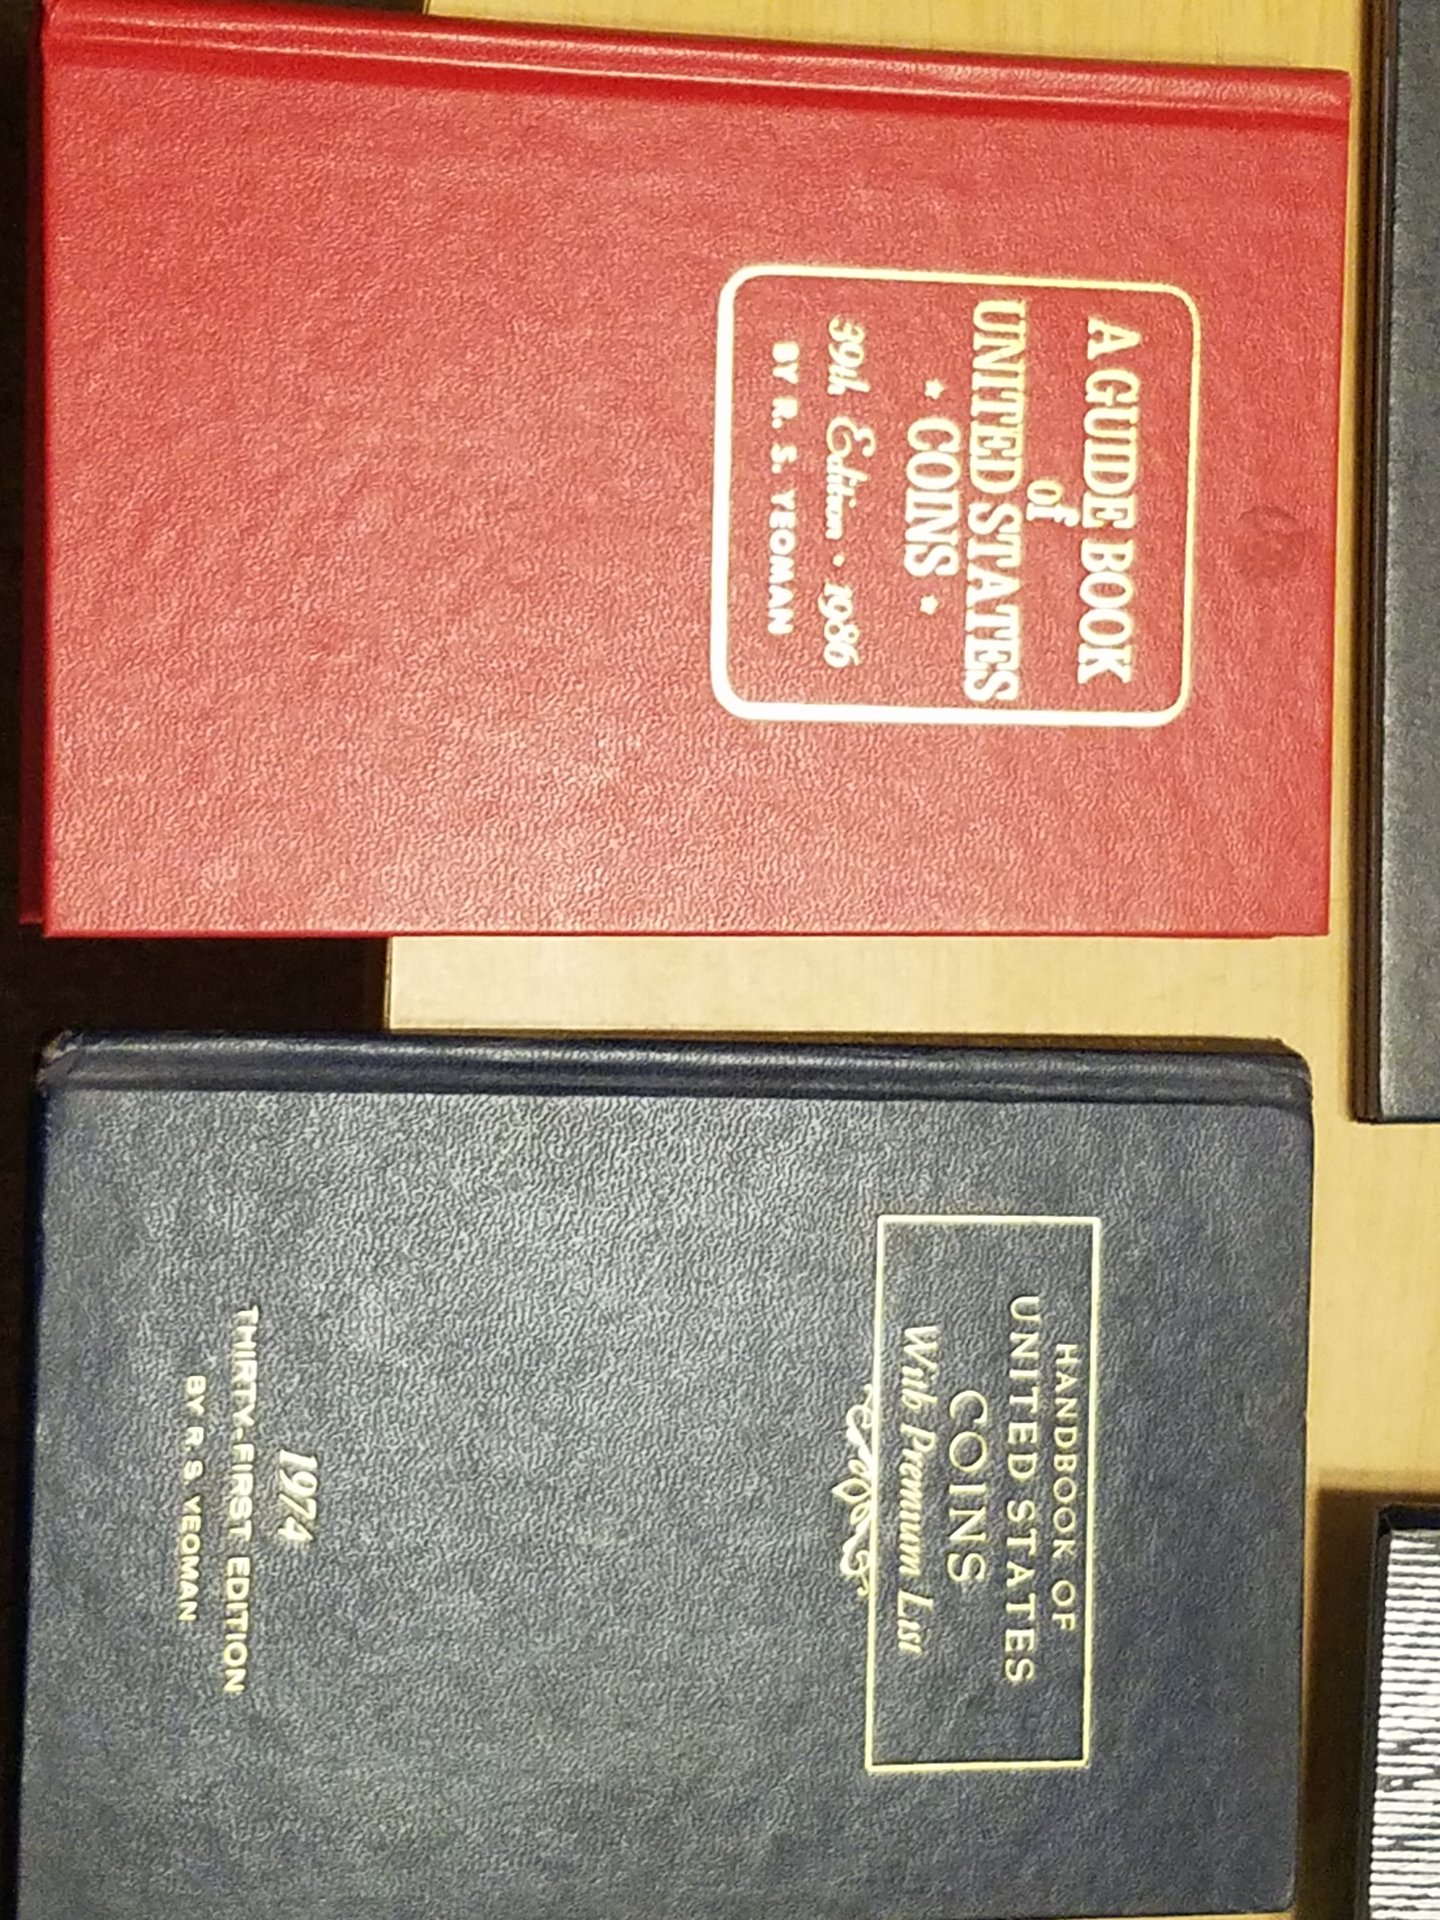 A GUIDE BOOK
of
UNITED STATES
★ COINS ★
39th Edition • 1986
BY R. S. YEOMAN
HANDBOOK OF
UNITED STATES
COINS
With Premium List
1974
THIRTY-FIRST EDITION
BY R. S. YEOMAN